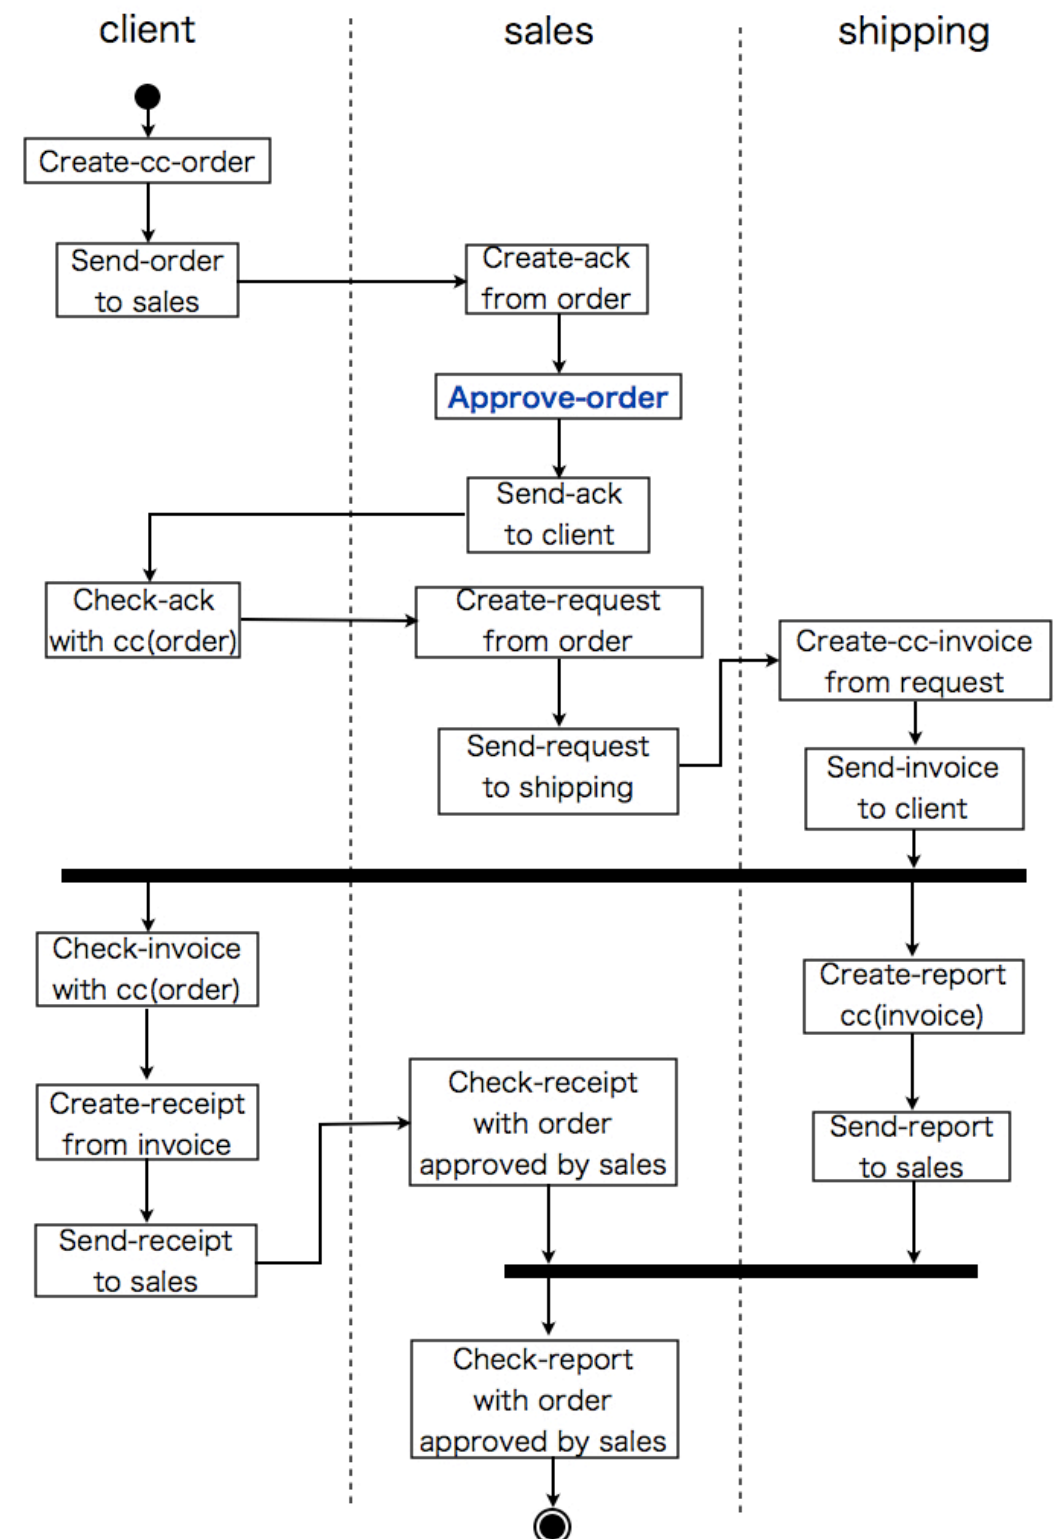 client
sales
shipping
Create-cc-order
Send-order
to sales
Create-ack
from order
Approve-order
Send-ack
to client
Check-ack
with cc(order)
Create-request
from order
Create-cc-invoice
from request
Send-request
to shipping
Send-invoice
to client
Check-invoice
with cc(order)
Create-report
cc(invoice)
Create-receipt
from invoice
Check-receipt
with order
approved by sales
Send-report
to sales
Send-receipt
to sales
Check-report
with order
approved by sales